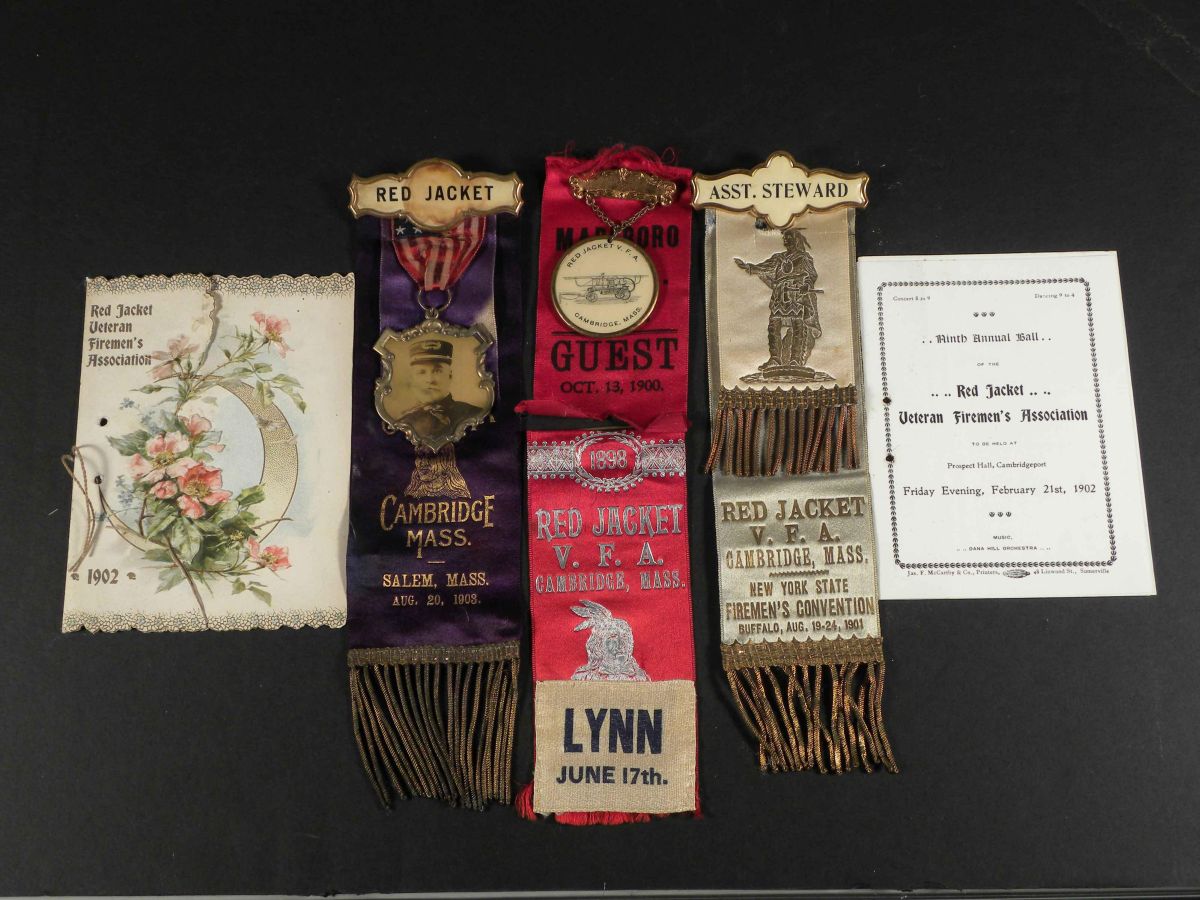 Red Jacket
Veteran
Firemen's
Association
1902
RED JACKET
CAMBRIDGE
MASS.
SALEM, MASS.
AUG. 20, 1903.
RED JACKET V. F. A.
CAMBRIDGE, MASS.
GUEST
OCT. 13, 1900.
1898
RED JACKET
V. F. A.
CAMBRIDGE, MASS.
LYNN
JUNE 17th.
ASST. STEWARD
RED JACKET
V. F. A.
CAMBRIDGE, MASS.
NEW YORK STATE
FIREMEN'S CONVENTION
BUFFALO, AUG. 19-24, 1901
Concert 8 to 9 Dancing 9 to 4
. . Ninth Annual Ball . .
OF THE
. . . . Red Jacket . . . .
Veteran Firemen's Association
TO BE HELD AT
Prospect Hall, Cambridgeport
Friday Evening, February 21st, 1902
MUSIC,
. . DANA HILL ORCHESTRA . .
Jas. F. McCarthy & Co., Printers, Linwood St., Somerville